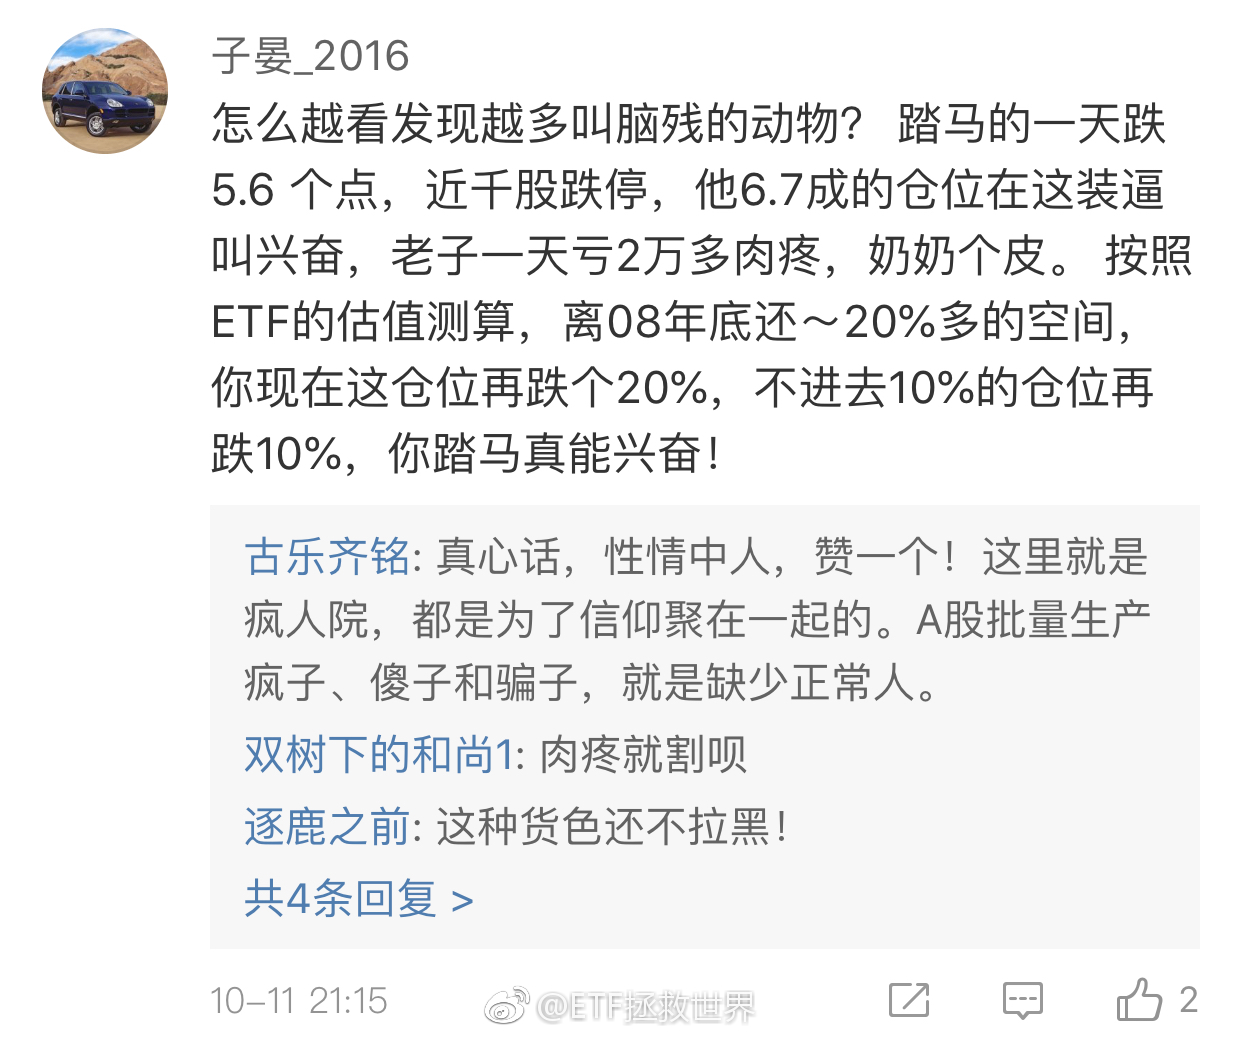 子晏_2016
怎么越看发现越多叫脑残的动物？ 踏马的一天跌
5.6 个点，近千股跌停，他6.7成的仓位在这装逼
叫兴奋，老子一天亏2万多肉疼，奶奶个皮。 按照
ETF的估值测算，离08年底还～20%多的空间，
你现在这仓位再跌个20%，不进去10%的仓位再
跌10%，你踏马真能兴奋！
古乐齐铭: 真心话，性情中人，赞一个！这里就是
疯人院，都是为了信仰聚在一起的。A股批量生产
疯子、傻子和骗子，就是缺少正常人。
双树下的和尚1: 肉疼就割呗
逐鹿之前: 这种货色还不拉黑！
共4条回复 >
10-11 21:15
@ETF拯救世界
2